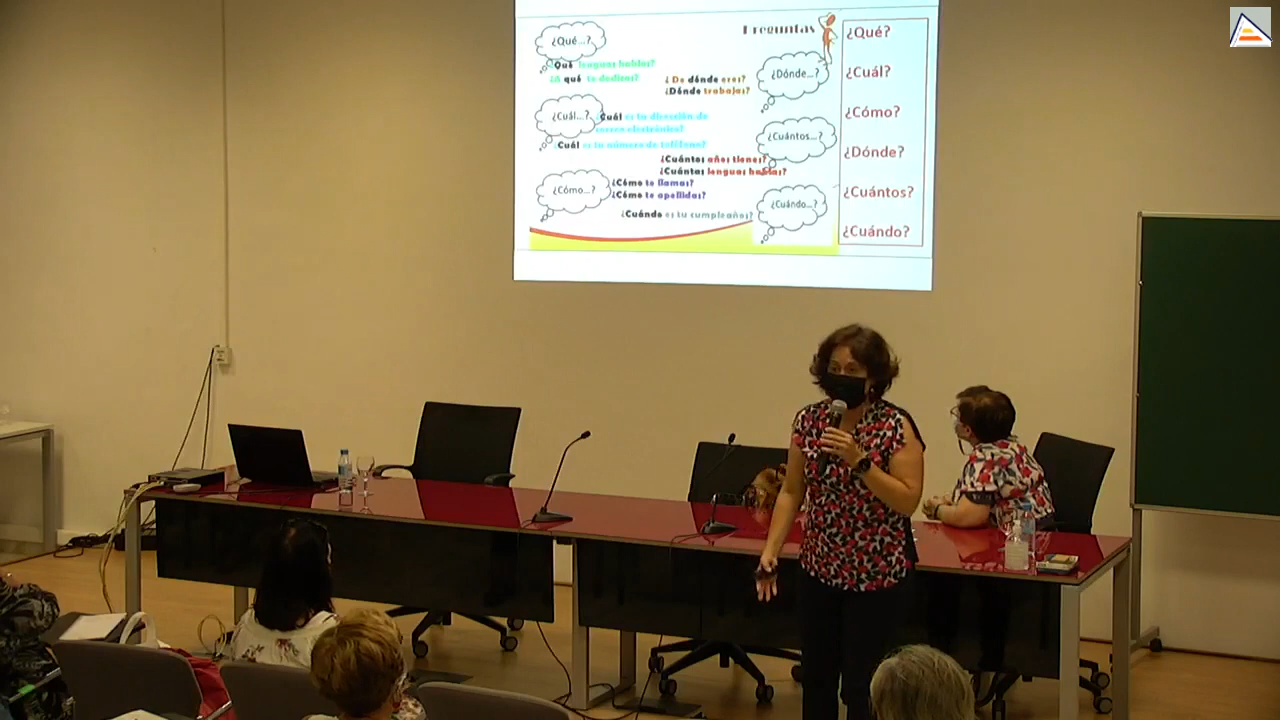 Preguntas
¿Qué...?
¿Qué lenguas hablas?
¿A qué te dedicas?
¿Dónde...?
¿De dónde eres?
¿Dónde trabajas?
¿Cuál...?
¿Cuál es tu dirección de
correo electrónico?
¿Cuál es tu número de teléfono?
¿Cuántos...?
¿Cuántos años tienes?
¿Cuántas lenguas hablas?
¿Cómo...?
¿Cómo te llamas?
¿Cómo te apellidas?
¿Cuándo...?
¿Cuándo es tu cumpleaños?
¿Qué?
¿Cuál?
¿Cómo?
¿Dónde?
¿Cuántos?
¿Cuándo?